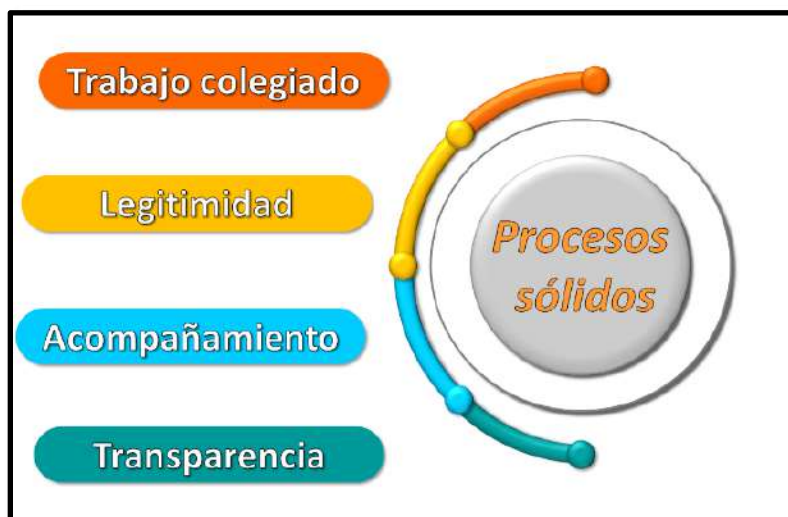 Trabajo colegiado
Legitimidad
Acompañamiento
Transparencia
Procesos
sólidos